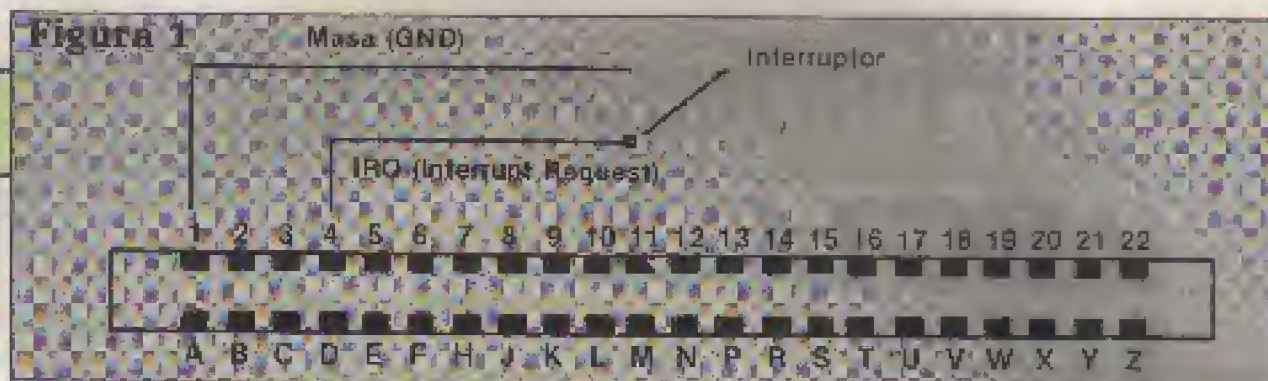 Figura 1
Masa (GND)
Interruptor
IRQ (Interrupt Request)
1 2 3 4 5 6 7 8 9 10 11 12 13 14 15 16 17 18 19 20 21 22
A B C D E F H J K L M N P R S T U V W X Y Z